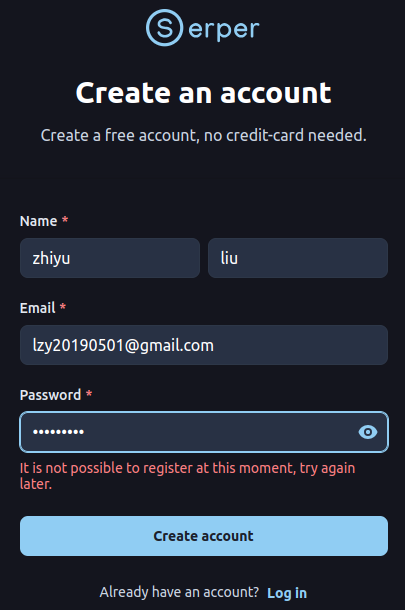 Serper
Create an account
Create a free account, no credit-card needed.
Name *
zhiyu liu
Email *
lzy20190501@gmail.com
Password *
•••••••••
It is not possible to register at this moment, try again
later.
Create account
Already have an account? Log in